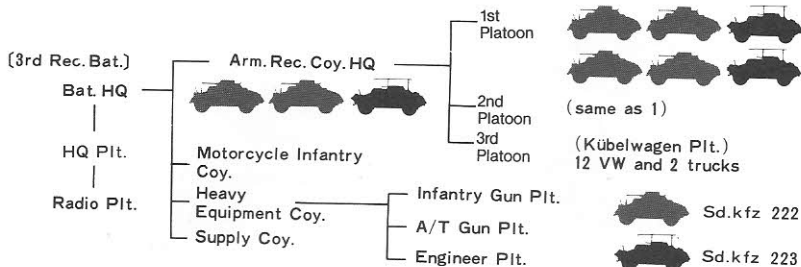 [3rd Rec. Bat.]
Bat. HQ
HQ Plt.
Radio Plt.
Arm. Rec. Coy. HQ
Motorcycle Infantry
Coy.
Heavy
Equipment Coy.
Supply Coy.
1st
Platoon
2nd
Platoon
3rd
Platoon
(same as 1)
(Kübelwagen Plt.)
12 VW and 2 trucks
Infantry Gun Plt.
A/T Gun Plt.
Engineer Plt.
Sd.kfz 222
Sd.kfz 223